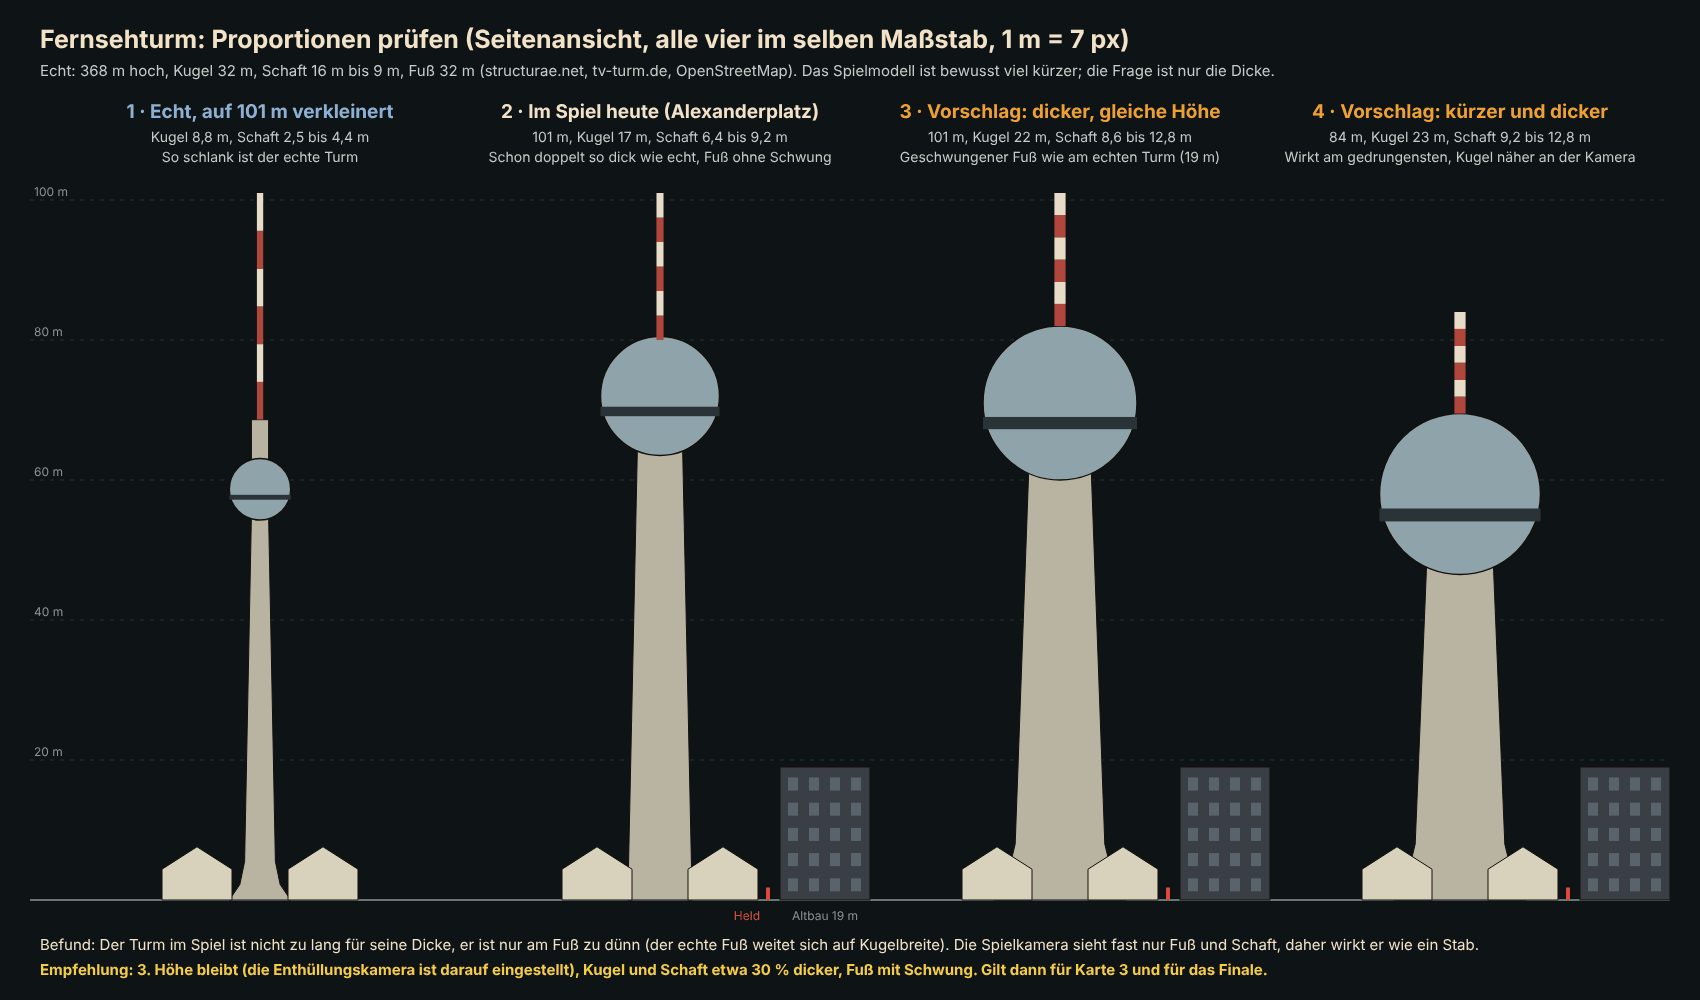 Fernsehturm: Proportionen prüfen (Seitenansicht, alle vier im selben Maßstab, 1 m = 7 px)
Echt: 368 m hoch, Kugel 32 m, Schaft 16 m bis 9 m, Fuß 32 m (structurae.net, tv-turm.de, OpenStreetMap). Das Spielmodell ist bewusst viel kürzer; die Frage ist nur die Dicke.
1 · Echt, auf 101 m verkleinert
Kugel 8,8 m, Schaft 2,5 bis 4,4 m
So schlank ist der echte Turm
2 · Im Spiel heute (Alexanderplatz)
101 m, Kugel 17 m, Schaft 6,4 bis 9,2 m
Schon doppelt so dick wie echt, Fuß ohne Schwung
3 · Vorschlag: dicker, gleiche Höhe
101 m, Kugel 22 m, Schaft 8,6 bis 12,8 m
Geschwungener Fuß wie am echten Turm (19 m)
4 · Vorschlag: kürzer und dicker
84 m, Kugel 23 m, Schaft 9,2 bis 12,8 m
Wirkt am gedrungensten, Kugel näher an der Kamera
100 m
80 m
60 m
40 m
20 m
Held
Altbau 19 m
Befund: Der Turm im Spiel ist nicht zu lang für seine Dicke, er ist nur am Fuß zu dünn (der echte Fuß weitet sich auf Kugelbreite). Die Spielkamera sieht fast nur Fuß und Schaft, daher wirkt er wie ein Stab.
Empfehlung: 3. Höhe bleibt (die Enthüllungskamera ist darauf eingestellt), Kugel und Schaft etwa 30 % dicker, Fuß mit Schwung. Gilt dann für Karte 3 und für das Finale.